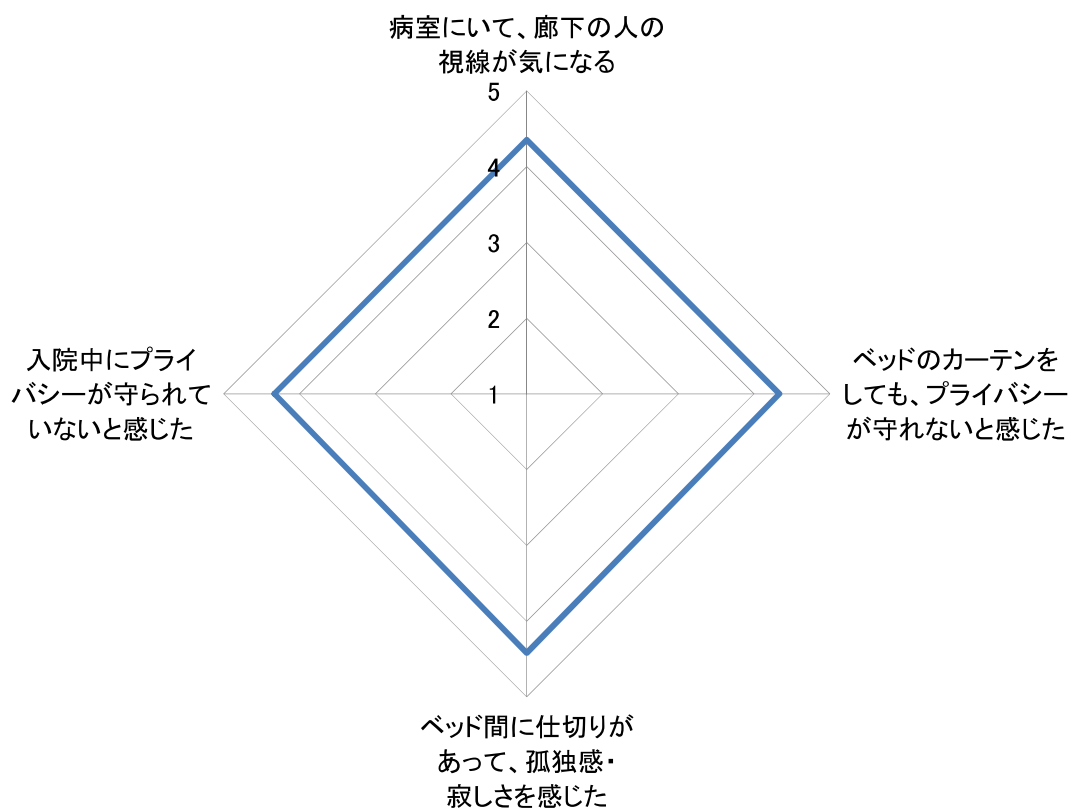 病室にいて、廊下の人の
視線が気になる
5
4
3
2
1
入院中にプライ
バシーが守られて
いないと感じた
ベッドのカーテンを
しても、プライバシー
が守れないと感じた
ベッド間に仕切りが
あって、孤独感・
寂しさを感じた